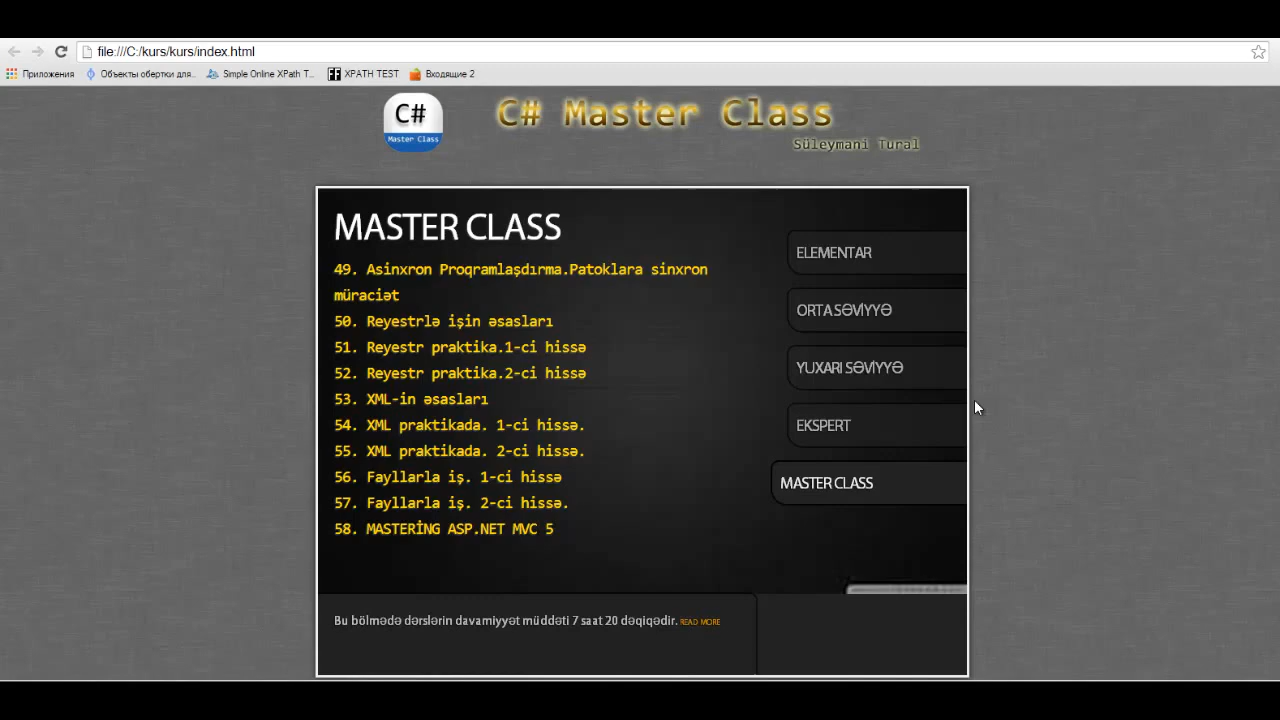 file:///C:/kurs/kurs/index.html
Приложения
Объекты обертки для...
Simple Online XPath T...
FF
XPATH TEST
Входящие 2
C#
Master Class
C# Master Class
Süleymani Tural
MASTER CLASS
49. Asinxron Proqramlaşdırma.Patoklara sinxron
müraciət
50. Reyestrlə işin əsasları
51. Reyestr praktika.1-ci hissə
52. Reyestr praktika.2-ci hissə
53. XML-in əsasları
54. XML praktikada. 1-ci hissə.
55. XML praktikada. 2-ci hissə.
56. Fayllarla iş. 1-ci hissə
57. Fayllarla iş. 2-ci hissə.
58. MASTERİNG ASP.NET MVC 5
ELEMENTAR
ORTA SƏVİYYƏ
YUXARI SƏVİYYƏ
EKSPERT
MASTER CLASS
Bu bölmədə dərslərin davamiyyət müddəti 7 saat 20 dəqiqədir. READ MORE